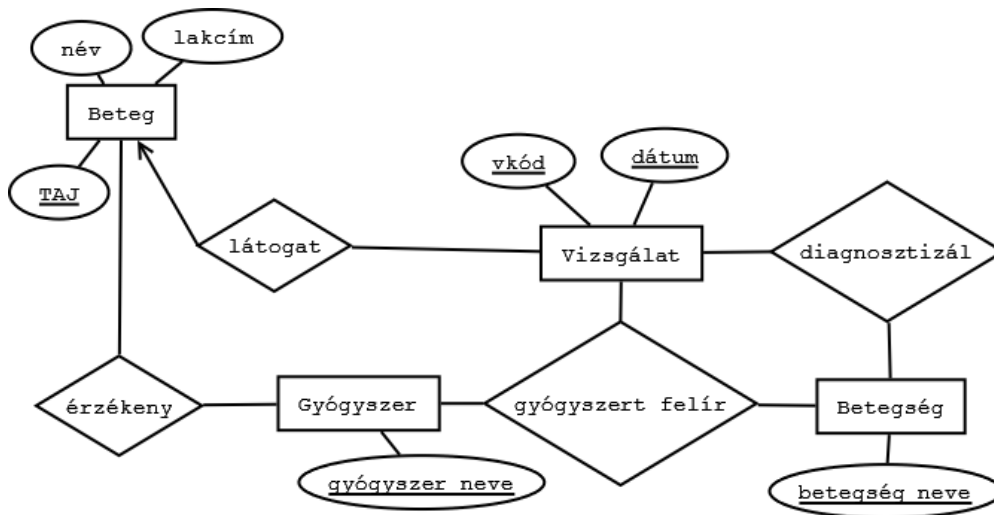 név
lakcím
Beteg
TAJ
vkód
dátum
látogat
Vizsgálat
diagnosztizál
érzékeny
Gyógyszer
gyógyszert felír
Betegség
gyógyszer neve
betegség neve